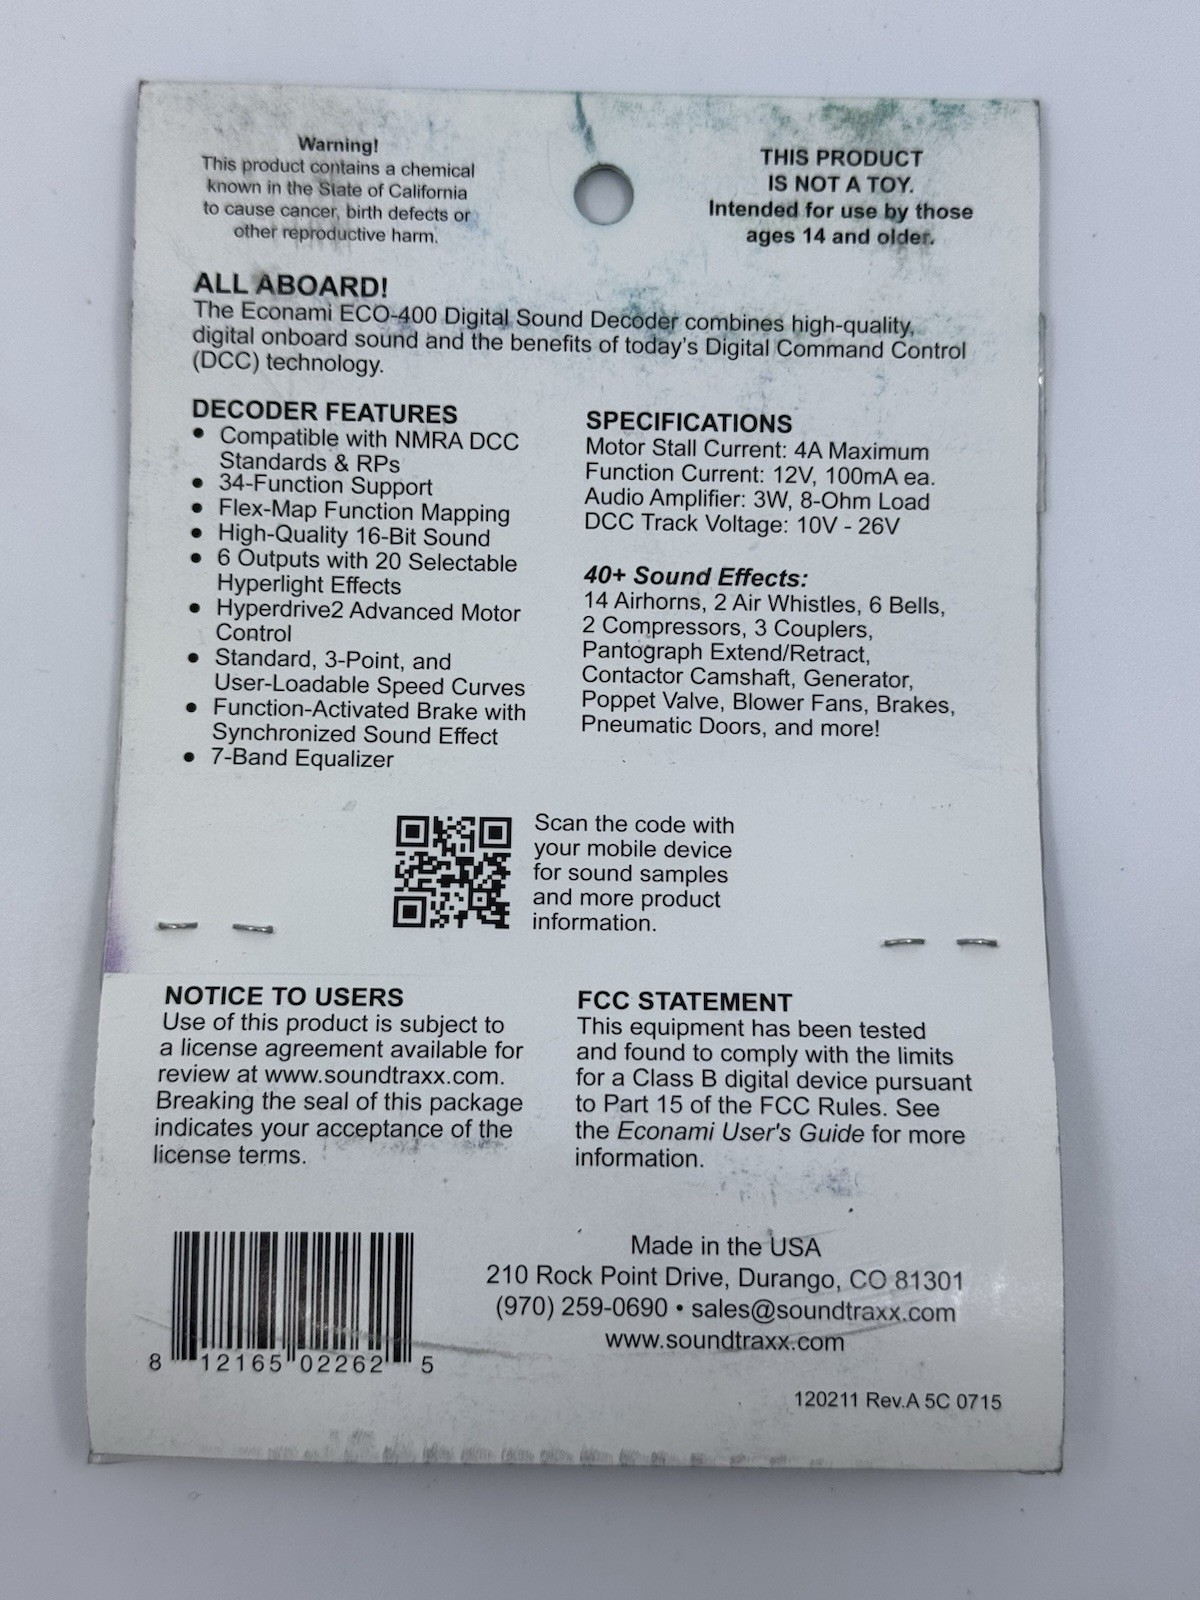 Warning!
This product contains a chemical
known in the State of California
to cause cancer, birth defects or
other reproductive harm.
THIS PRODUCT
IS NOT A TOY.
Intended for use by those
ages 14 and older.
ALL ABOARD!
The Econami ECO-400 Digital Sound Decoder combines high-quality,
digital onboard sound and the benefits of today's Digital Command Control
(DCC) technology.
DECODER FEATURES
• Compatible with NMRA DCC
Standards & RPs
• 34-Function Support
• Flex-Map Function Mapping
• High-Quality 16-Bit Sound
• 6 Outputs with 20 Selectable
Hyperlight Effects
• Hyperdrive2 Advanced Motor
Control
• Standard, 3-Point, and
User-Loadable Speed Curves
• Function-Activated Brake with
Synchronized Sound Effect
• 7-Band Equalizer
SPECIFICATIONS
Motor Stall Current: 4A Maximum
Function Current: 12V, 100mA ea.
Audio Amplifier: 3W, 8-Ohm Load
DCC Track Voltage: 10V - 26V
40+ Sound Effects:
14 Airhorns, 2 Air Whistles, 6 Bells,
2 Compressors, 3 Couplers,
Pantograph Extend/Retract,
Contactor Camshaft, Generator,
Poppet Valve, Blower Fans, Brakes,
Pneumatic Doors, and more!
Scan the code with
your mobile device
for sound samples
and more product
information.
NOTICE TO USERS
Use of this product is subject to
a license agreement available for
review at www.soundtraxx.com.
Breaking the seal of this package
indicates your acceptance of the
license terms.
FCC STATEMENT
This equipment has been tested
and found to comply with the limits
for a Class B digital device pursuant
to Part 15 of the FCC Rules. See
the Econami User's Guide for more
information.
8 12165 02262 5
Made in the USA
210 Rock Point Drive, Durango, CO 81301
(970) 259-0690 • sales@soundtraxx.com
www.soundtraxx.com
120211 Rev.A 5C 0715